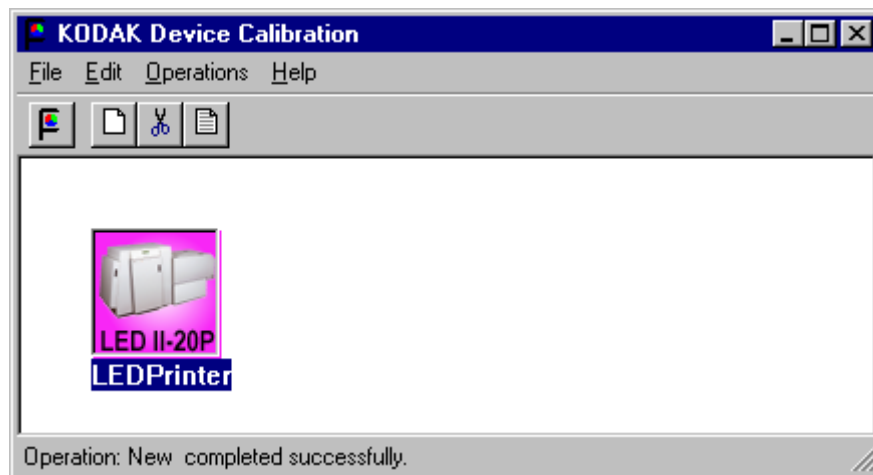 KODAK Device Calibration
File Edit Operations Help
LED II-20P
LEDPrinter
Operation: New  completed successfully.